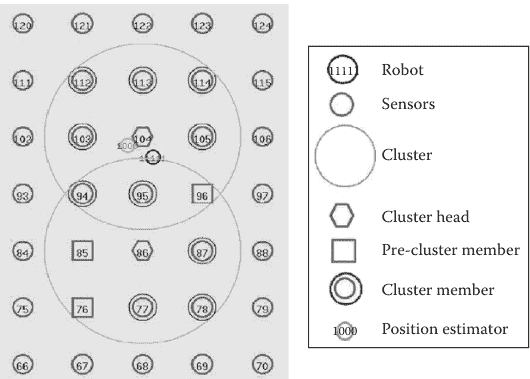 120 121 122 123 124
111 112 113 114 115
102 103 104 105 106
1000
11111
93 94 95 96 97
84 85 86 87 88
75 76 77 78 79
66 67 68 69 70
11111 Robot
Sensors
Cluster
Cluster head
Pre-cluster member
Cluster member
1000 Position estimator